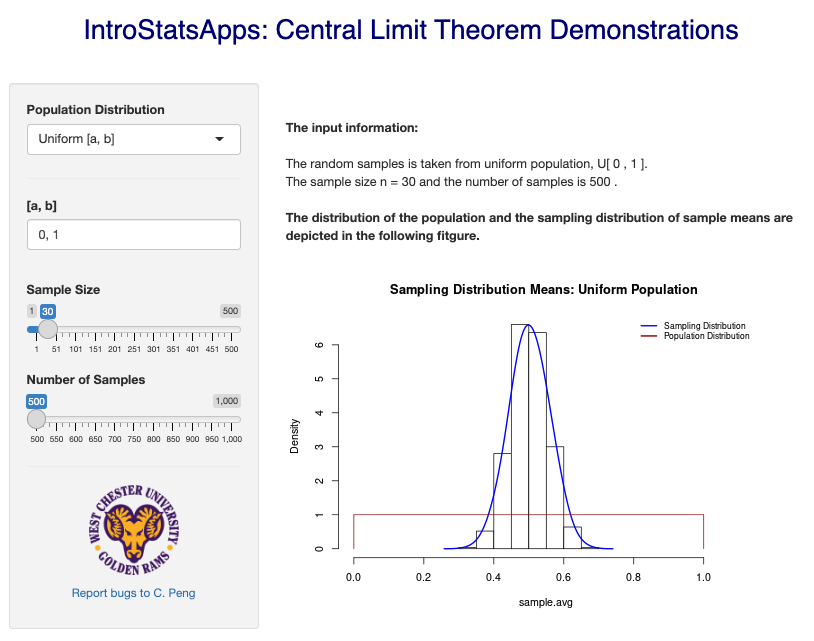 IntroStatsApps: Central Limit Theorem Demonstrations
Population Distribution
Uniform [a, b]
[a, b]
0, 1
Sample Size
1 30 500
1 51 101 151 201 251 301 351 401 451 500
Number of Samples
500 1,000
500 550 600 650 700 750 800 850 900 950 1,000
WEST CHESTER UNIVERSITY
GOLDEN RAMS
Report bugs to C. Peng
The input information:
The random samples is taken from uniform population, U[ 0 , 1 ].
The sample size n = 30 and the number of samples is 500 .
The distribution of the population and the sampling distribution of sample means are
depicted in the following fitgure.
Sampling Distribution Means: Uniform Population
Sampling Distribution
Population Distribution
Density
6
5
4
3
2
1
0
0.0 0.2 0.4 0.6 0.8 1.0
sample.avg